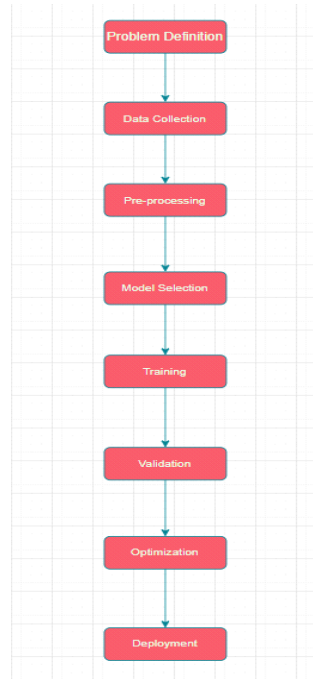 Problem Definition
Data Collection
Pre-processing
Model Selection
Training
Validation
Optimization
Deployment